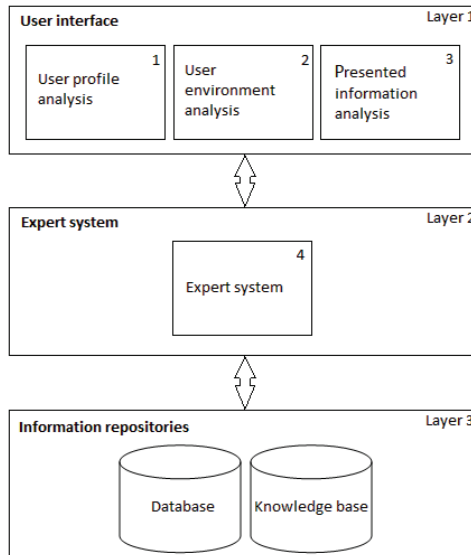 User interface
Layer 1
1
User profile
analysis
2
User
environment
analysis
3
Presented
information
analysis
Expert system
Layer 2
4
Expert system
Information repositories
Layer 3
Database
Knowledge base